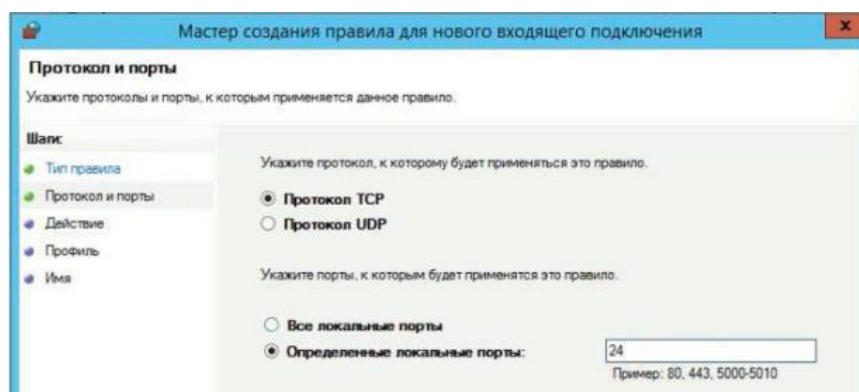 Мастер создания правила для нового входящего подключения
x
Протокол и порты
Укажите протоколы и порты, к которым применяется данное правило.
Шаги:
Тип правила
Протокол и порты
Действие
Профиль
Имя
Укажите протокол, к которому будет применяться это правило.
Протокол TCP
Протокол UDP
Укажите порты, к которым будет применятся это правило.
Все локальные порты
Определенные локальные порты:
24
Пример: 80, 443, 5000-5010